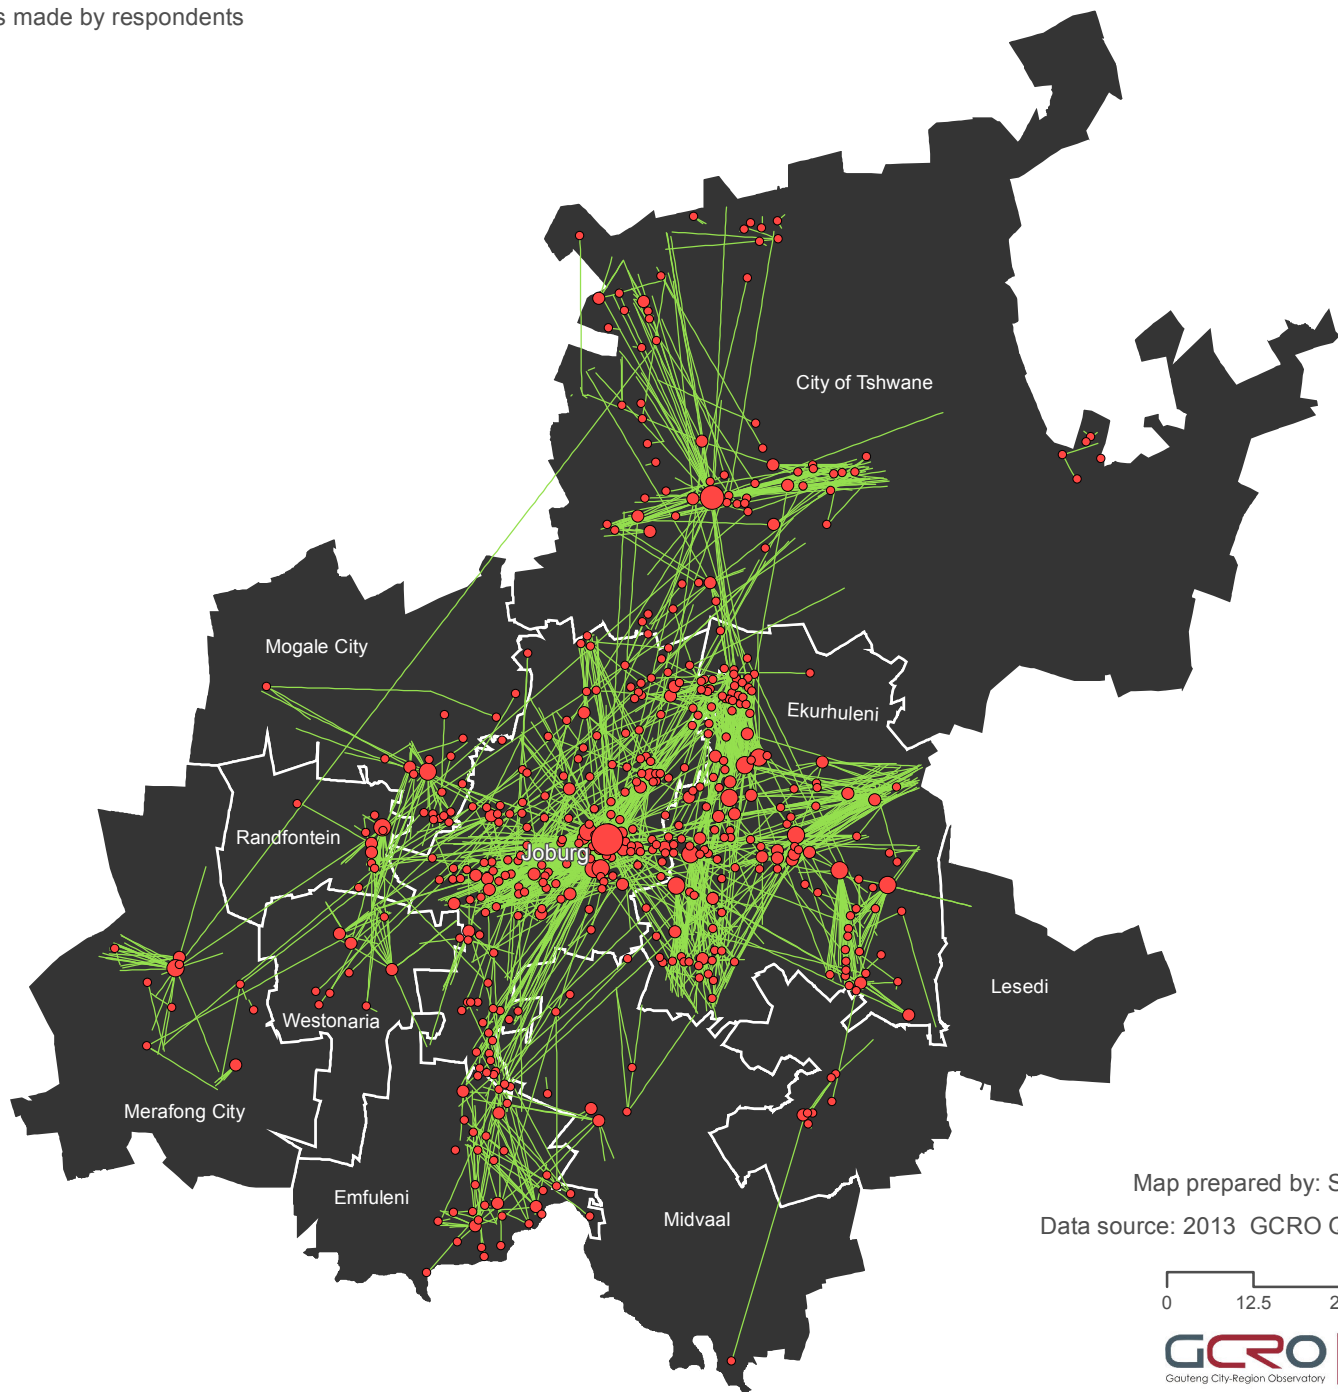 s made by respondents
City of Tshwane
Mogale City
Ekurhuleni
Randfontein
Joburg
Lesedi
Westonaria
Merafong City
Emfuleni
Midvaal
Map prepared by: S
Data source: 2013 GCRO
0 12.5 2
GCRO
Gauteng City-Region Observatory